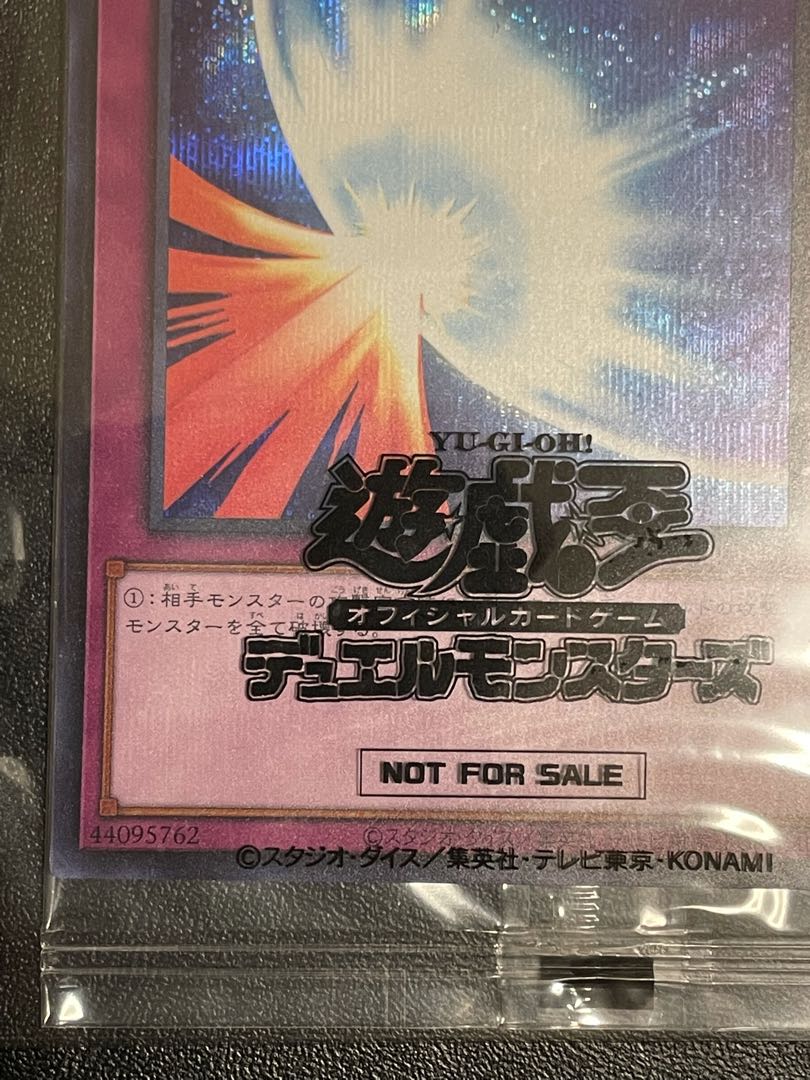 YU-GI-OH!
遊戯王
①：相手モンスターの
オフィシャルカードゲーム
モンスターを全て破壊する。
デュエルモンスターズ
NOT FOR SALE
44095762
©スタジオ・ダイス／集英社・テレビ東京・KONAMI